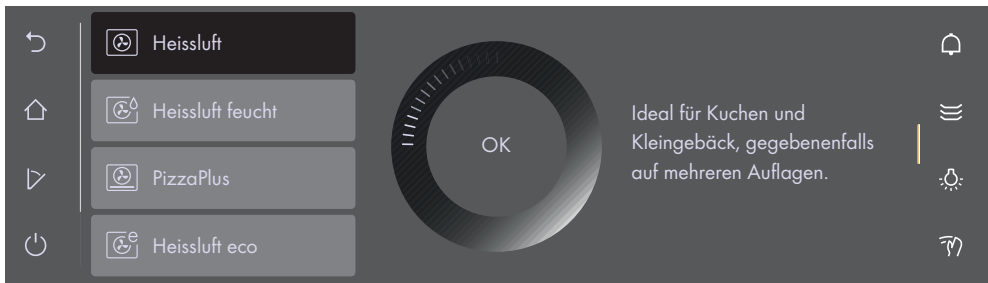 Heissluft
Heissluft feucht
PizzaPlus
Heissluft eco
OK
Ideal für Kuchen und
Kleingebäck, gegebenenfalls
auf mehreren Auflagen.